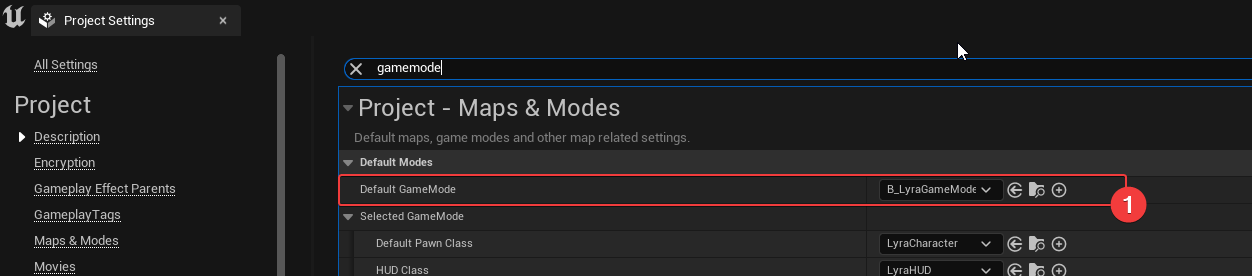 Project Settings
All Settings
gamemode
Project
Project - Maps & Modes
Description
Default maps, game modes and other map related settings.
Encryption
Default Modes
Gameplay Effect Parents
Default GameMode
B_LyraGameMode
1
GameplayTags
Selected GameMode
Maps & Modes
Default Pawn Class
LyraCharacter
Movies
HUD Class
LyraHUD